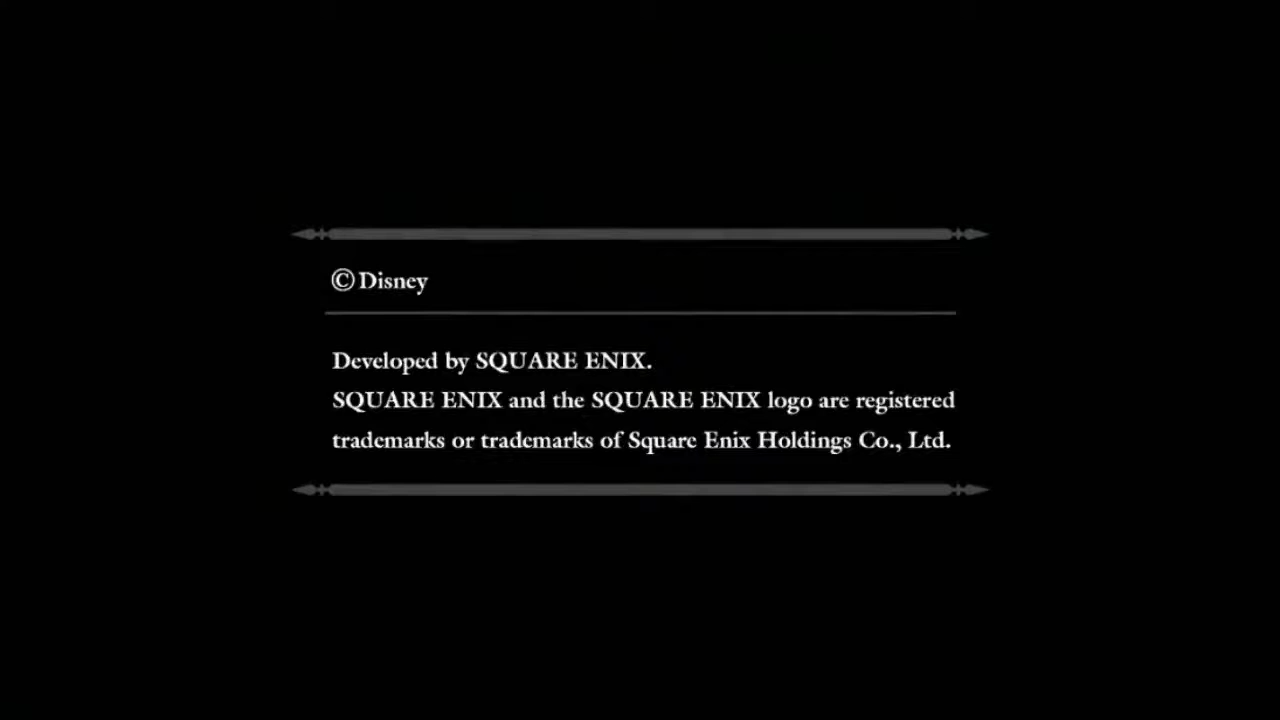 © Disney
Developed by SQUARE ENIX.
SQUARE ENIX and the SQUARE ENIX logo are registered
trademarks or trademarks of Square Enix Holdings Co., Ltd.